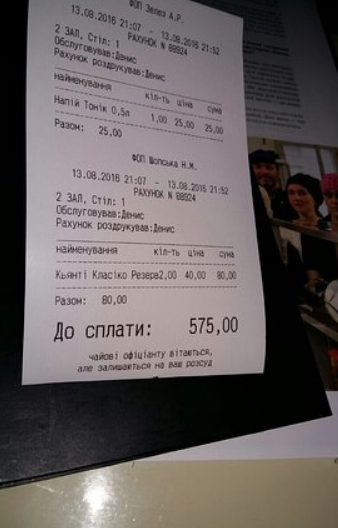 ФОП Зелез А.Р.
13.08.2016 21:07 - 13.08.2016 21:52
РАХУНОК № 88924
2 ЗАЛ, Стіл: 1
Обслуговував:Денис
Рахунок роздрукував:Денис
найменування кіл-ть ціна сума
Напій Тонік 0,5л 1,00 25,00 25,00
Разом: 25,00
ФОП Шопська Н.М.
13.08.2016 21:07 - 13.08.2016 21:52
РАХУНОК № 88924
2 ЗАЛ, Стіл: 1
Обслуговував:Денис
Рахунок роздрукував:Денис
найменування кіл-ть ціна сума
Кьянті Класіко Резерв2,00 40,00 80,00
Разом: 80,00
До сплати: 575,00
чайові офіціанту вітаються,
але залишаються на ваш розсуд